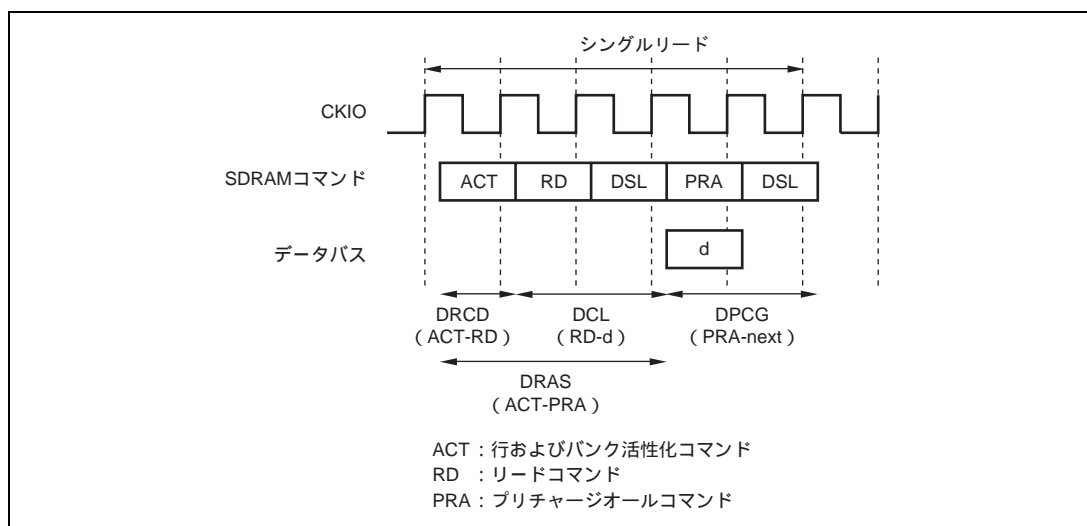 シングルリード
CKIO
SDRAMコマンド
ACT RD DSL PRA DSL
データバス
d
DRCD DCL DPCG
(ACT-RD) (RD-d) (PRA-next)
DRAS
(ACT-PRA)
ACT:行およびバンク活性化コマンド
RD :リードコマンド
PRA:プリチャージオールコマンド